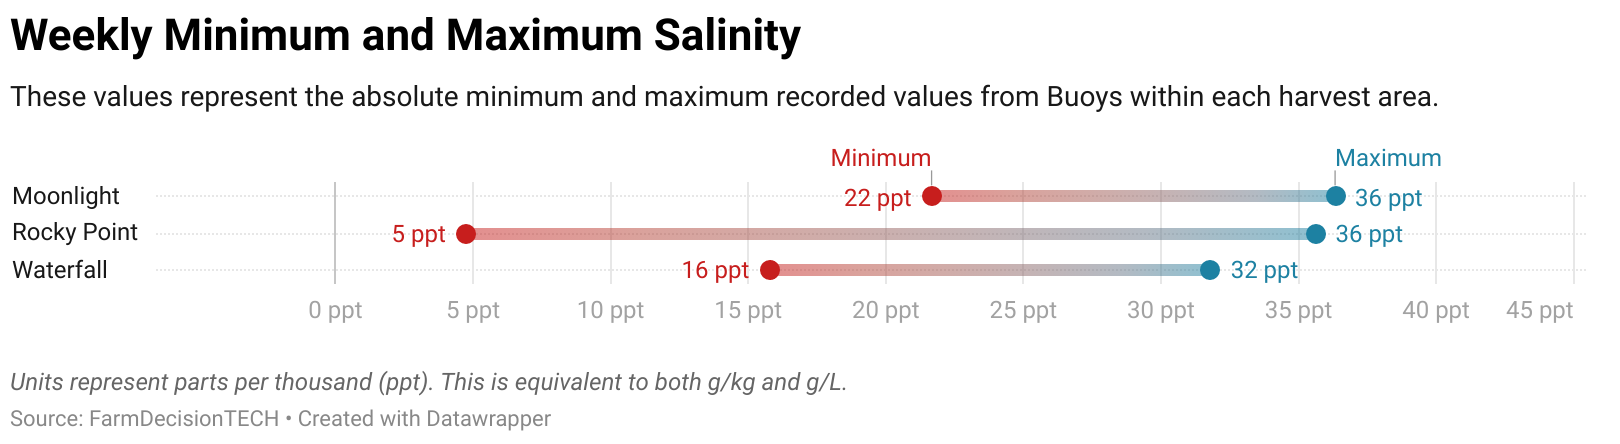 Weekly Minimum and Maximum Salinity
These values represent the absolute minimum and maximum recorded values from Buoys within each harvest area.
Minimum Maximum
Moonlight 22 ppt 36 ppt
Rocky Point 5 ppt 36 ppt
Waterfall 16 ppt 32 ppt
0 ppt 5 ppt 10 ppt 15 ppt 20 ppt 25 ppt 30 ppt 35 ppt 40 ppt 45 ppt
Units represent parts per thousand (ppt). This is equivalent to both g/kg and g/L.
Source: FarmDecisionTECH • Created with Datawrapper